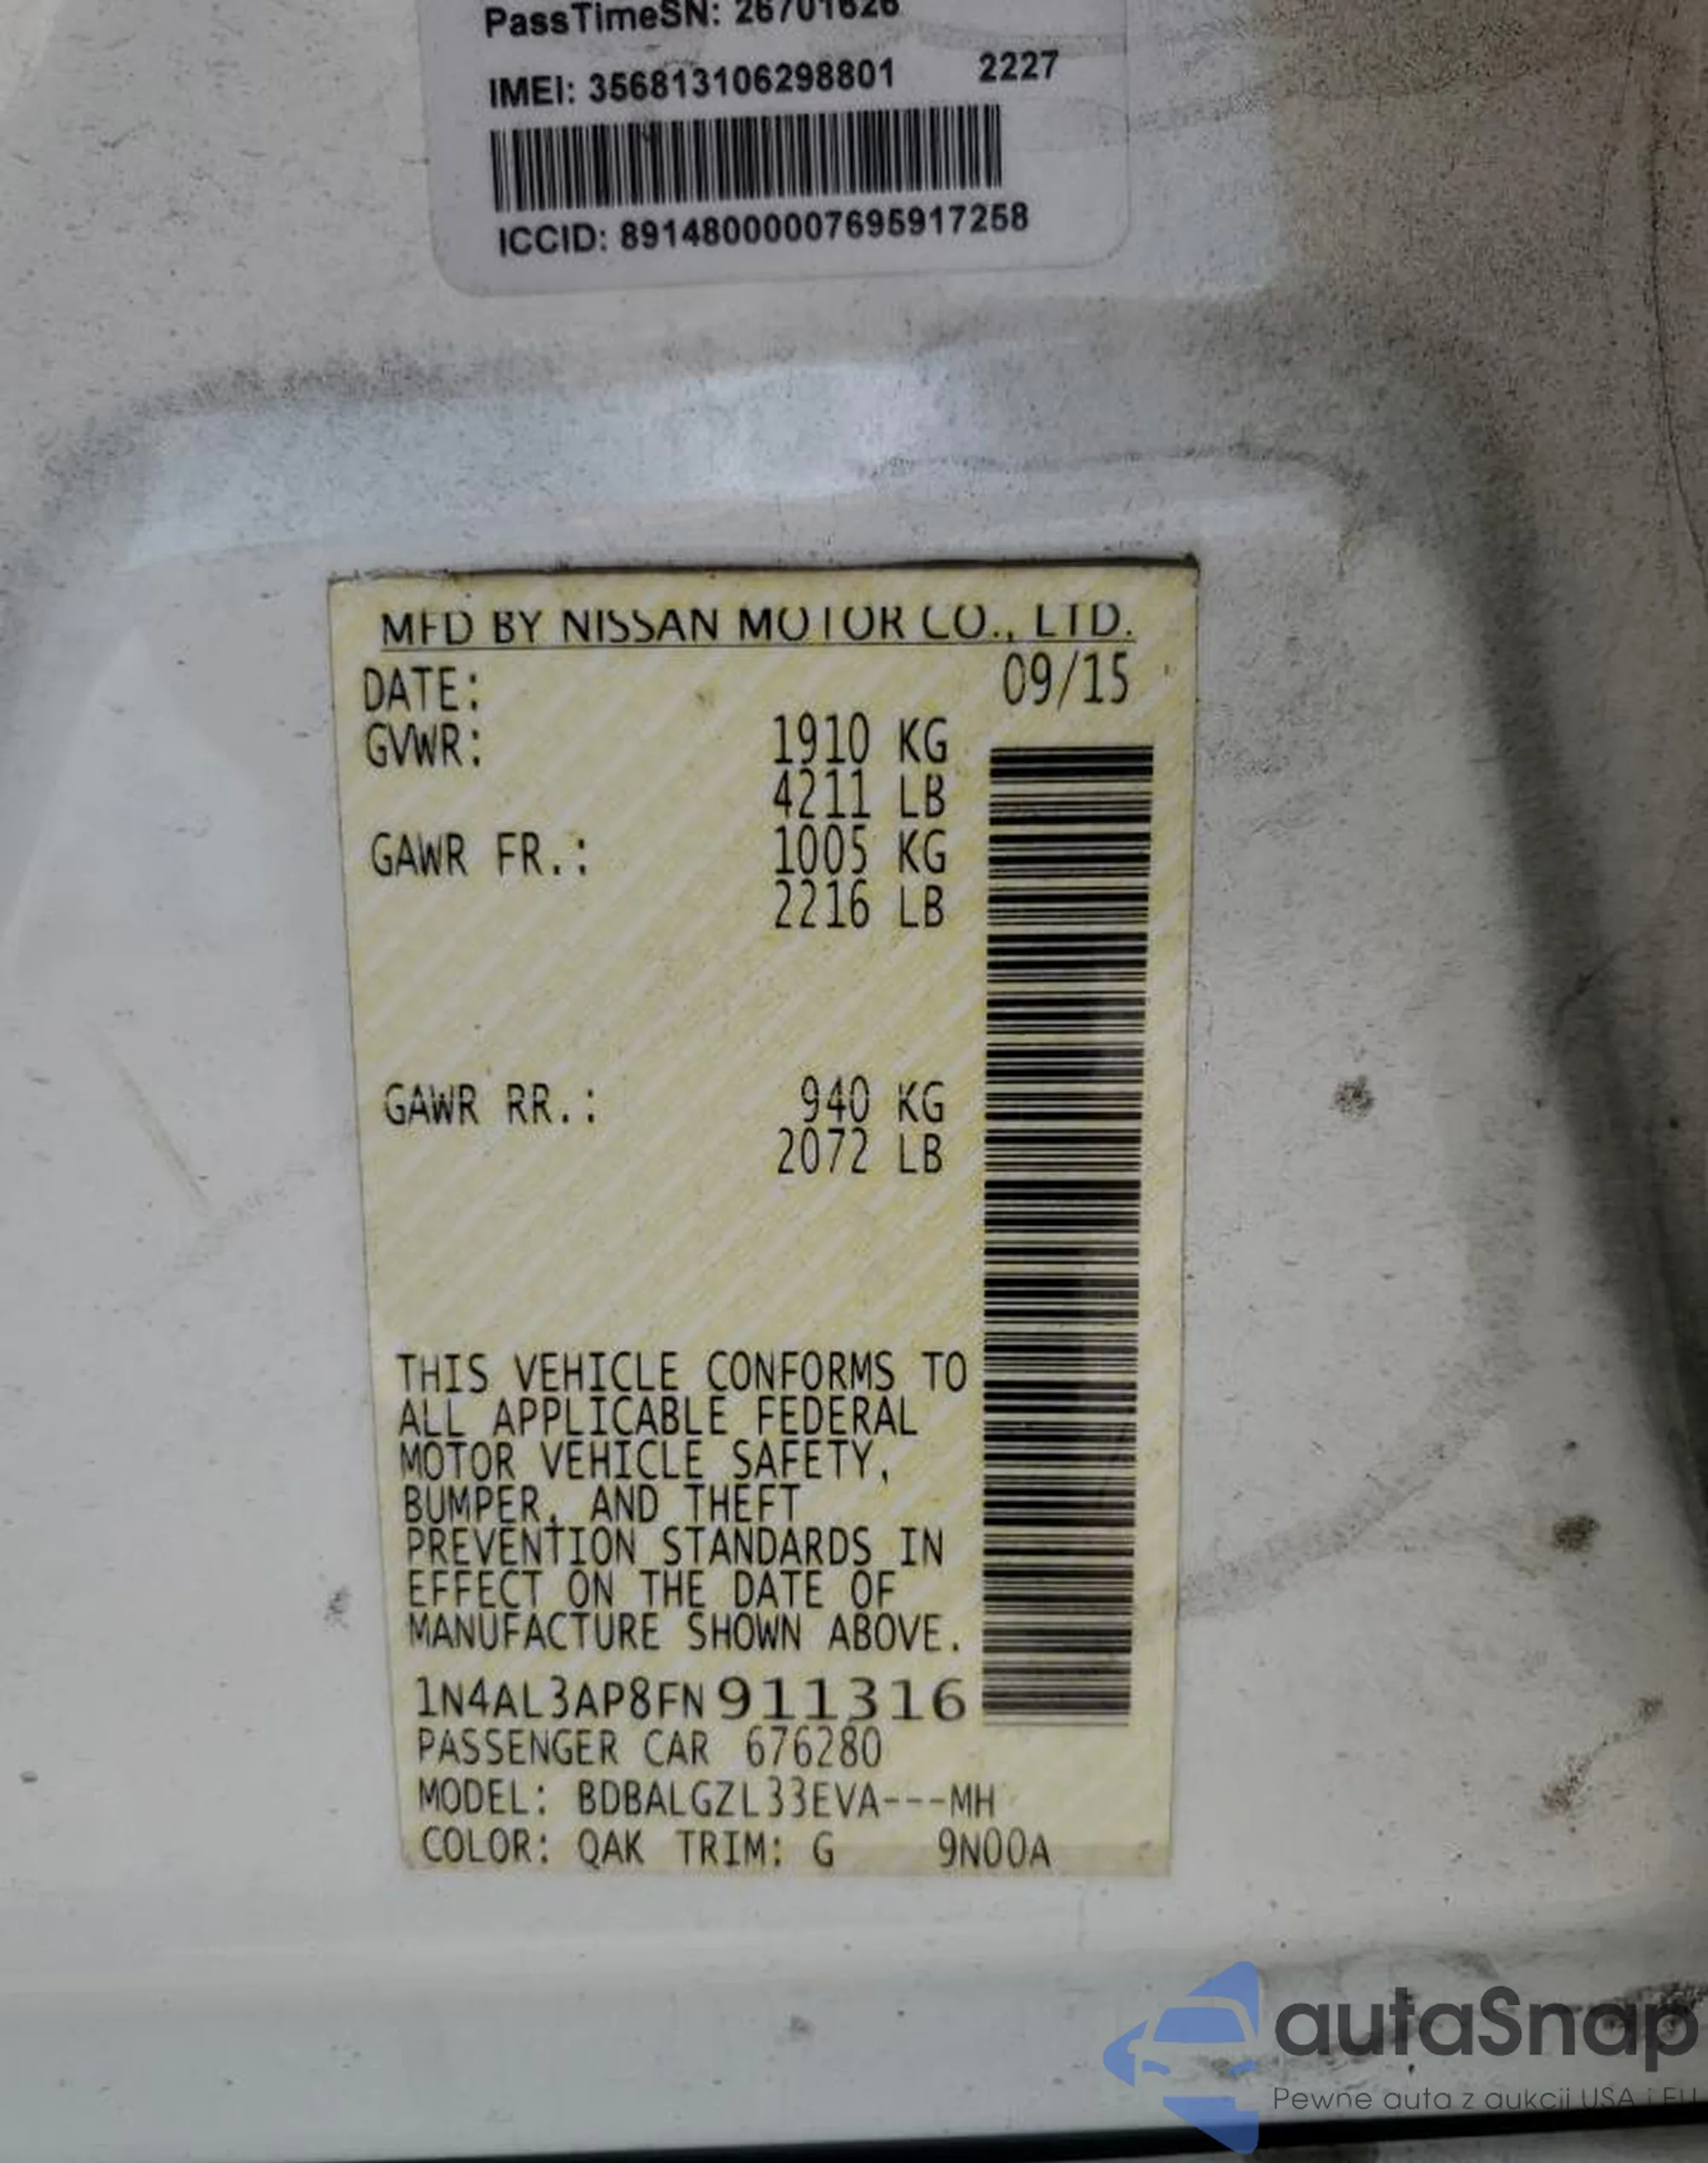 PassTimeSN: 26701626
IMEI: 356813106298801 2227
ICCID: 89148000007695917258
MFD BY NISSAN MOTOR CO., LTD.
DATE: 09/15
GVWR: 1910 KG
4211 LB
GAWR FR.: 1005 KG
2216 LB
GAWR RR.: 940 KG
2072 LB
THIS VEHICLE CONFORMS TO
ALL APPLICABLE FEDERAL
MOTOR VEHICLE SAFETY,
BUMPER, AND THEFT
PREVENTION STANDARDS IN
EFFECT ON THE DATE OF
MANUFACTURE SHOWN ABOVE.
1N4AL3AP8FN911316
PASSENGER CAR 676280
MODEL: BDBALGZL33EVA---MH
COLOR: QAK TRIM: G 9N00A
autaSnap
Pewne auta z aukcji USA i EU